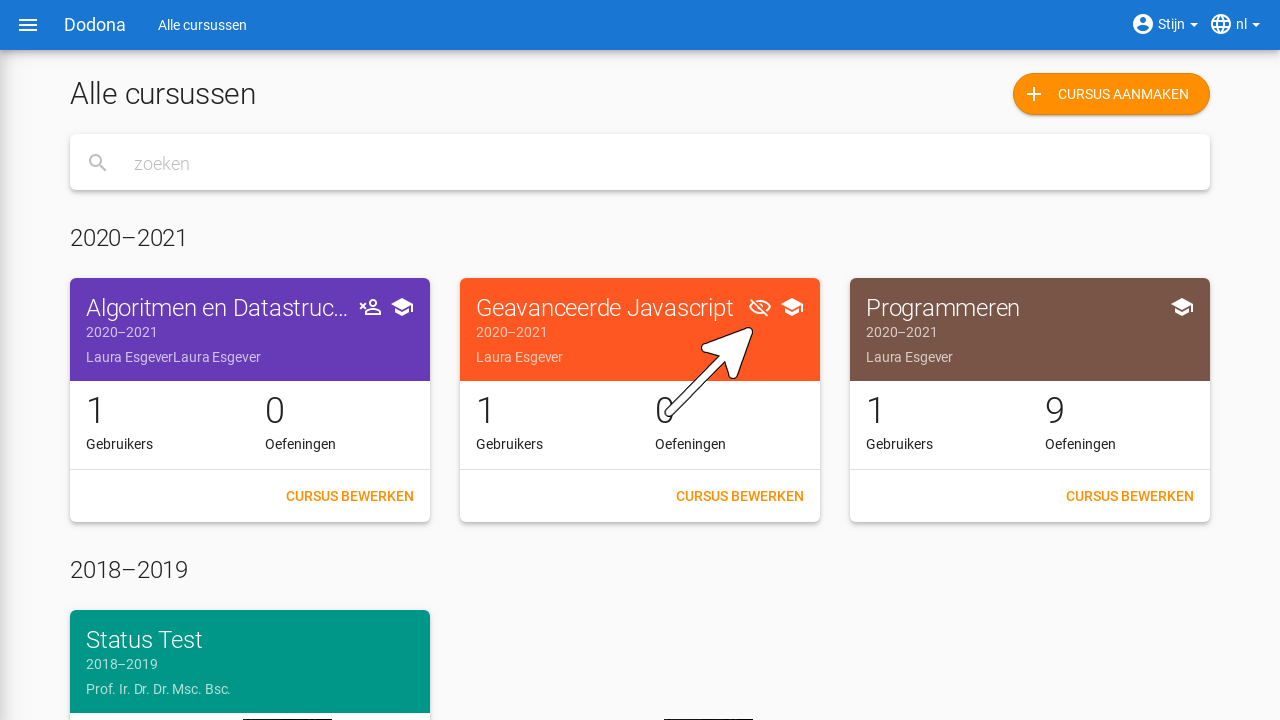 Dodona
Alle cursussen
Stijn
nl
Alle cursussen
CURSUS AANMAKEN
zoeken
2020–2021
Algoritmen en Datastruc...
2020–2021
Laura EsgeverLaura Esgever
1
0
Gebruikers
Oefeningen
CURSUS BEWERKEN
Geavanceerde Javascript
2020–2021
Laura Esgever
1
0
Gebruikers
Oefeningen
CURSUS BEWERKEN
Programmeren
2020–2021
Laura Esgever
1
9
Gebruikers
Oefeningen
CURSUS BEWERKEN
2018–2019
Status Test
2018–2019
Prof. Ir. Dr. Dr. Msc. Bsc.